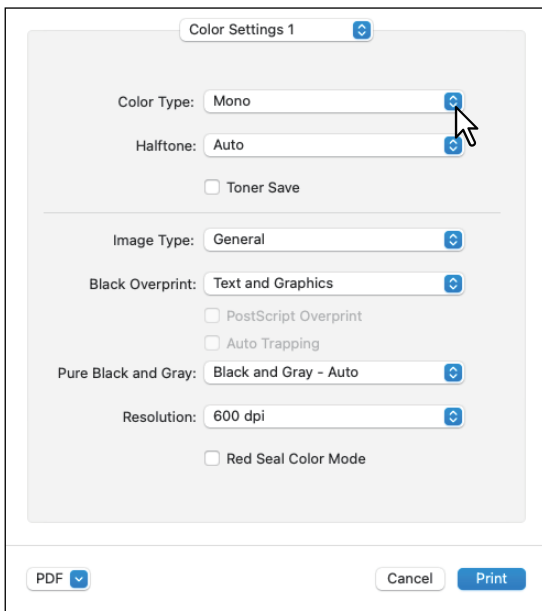 Color Settings 1
Color Type: Mono
Halftone: Auto
Toner Save
Image Type: General
Black Overprint: Text and Graphics
PostScript Overprint
Auto Trapping
Pure Black and Gray: Black and Gray - Auto
Resolution: 600 dpi
Red Seal Color Mode
PDF Cancel Print